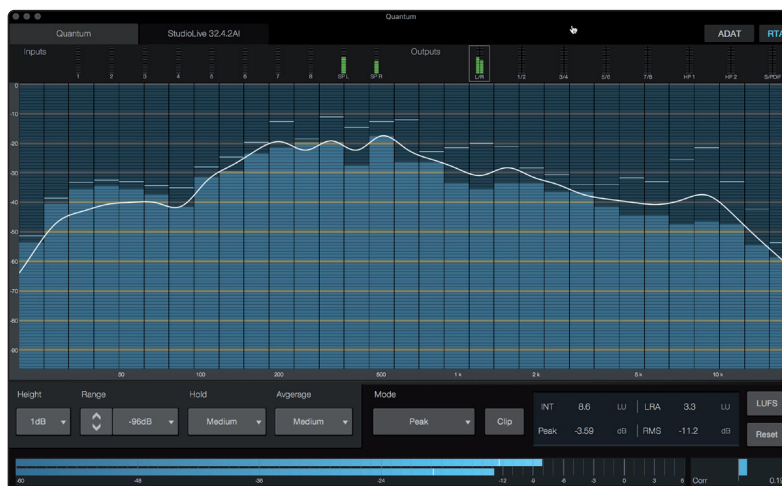 Quantum
Quantum StudioLive 32.4.2AI ADAT RTA
Inputs Outputs
1 2 3 4 5 6 7 8 SP L SP R L/R 1/2 3/4 5/6 7/8 HP 1 HP 2 S/PDIF
0
-10
-20
-30
-40
-50
-60
-70
-80
-90
50 100 200 500 1 k 2 k 5 k 10 k
Height Range Hold Avgerage Mode
1dB -96dB Medium Medium Peak Clip
INT 8.6 LU LRA 3.3 LU LUFS
Peak -3.59 dB RMS -11.2 dB Reset
-60 -48 -36 -24 -12 -9 -6 -3 0 3 6 Corr 0.1